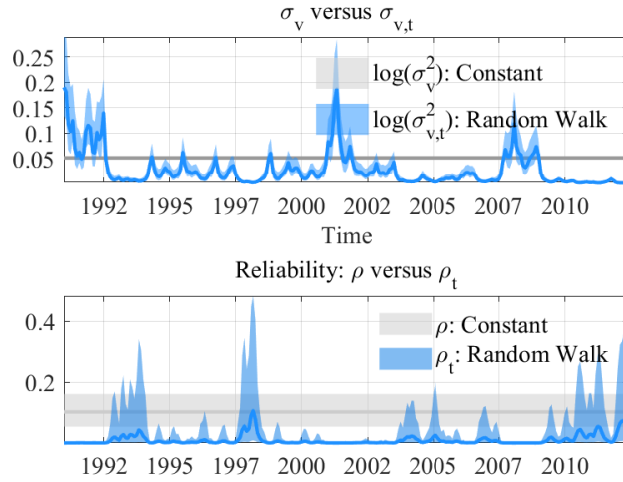 σ_v versus σ_v,t
0.25
0.2
0.15
0.1
0.05
log(σ_v^2): Constant
log(σ_v,t^2): Random Walk
1992 1995 1997 2000 2002 2005 2007 2010
Time
Reliability: ρ versus ρ_t
0.4
0.2
ρ: Constant
ρ_t: Random Walk
1992 1995 1997 2000 2002 2005 2007 2010